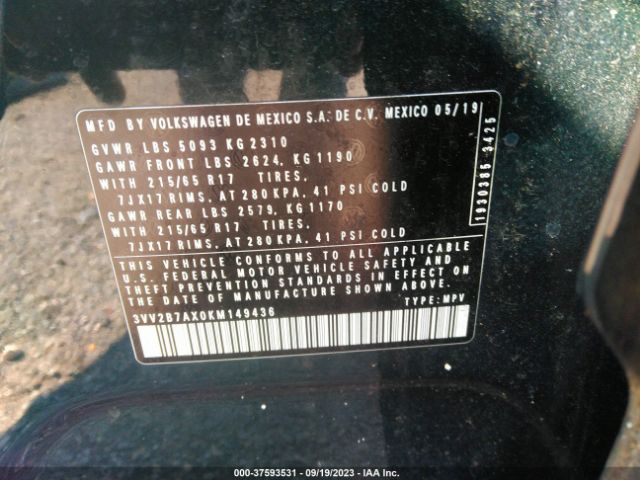 MFD BY VOLKSWAGEN DE MEXICO S.A. DE C.V. MEXICO 05/19
GVWR LBS 5093 KG 2310
GAWR FRONT LBS 2624, KG 1190
WITH 215/65 R17 TIRES,
7JX17 RIMS, AT 280 KPA, 41 PSI COLD
GAWR REAR LBS 2579, KG 1170
WITH 215/65 R17 TIRES,
7JX17 RIMS, AT 280 KPA, 41 PSI COLD
THIS VEHICLE CONFORMS TO ALL APPLICABLE
U.S. FEDERAL MOTOR VEHICLE SAFETY AND
THEFT PREVENTION STANDARDS IN EFFECT ON
THE DATE OF MANUFACTURE SHOWN ABOVE.
3VV2B7AX0KM149436 TYPE: MPV
1930385 3425
000-37593531 - 09/19/2023 - IAA Inc.